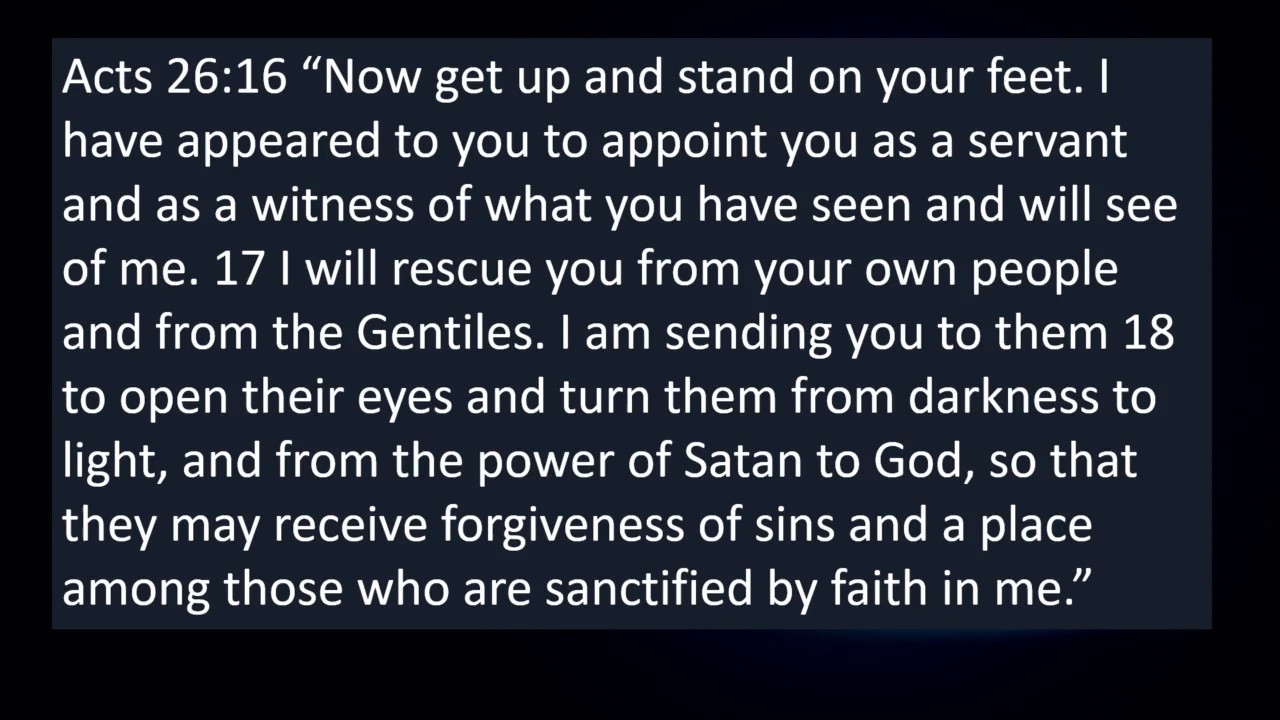 Acts 26:16 “Now get up and stand on your feet. I
have appeared to you to appoint you as a servant
and as a witness of what you have seen and will see
of me. 17 I will rescue you from your own people
and from the Gentiles. I am sending you to them 18
to open their eyes and turn them from darkness to
light, and from the power of Satan to God, so that
they may receive forgiveness of sins and a place
among those who are sanctified by faith in me.”